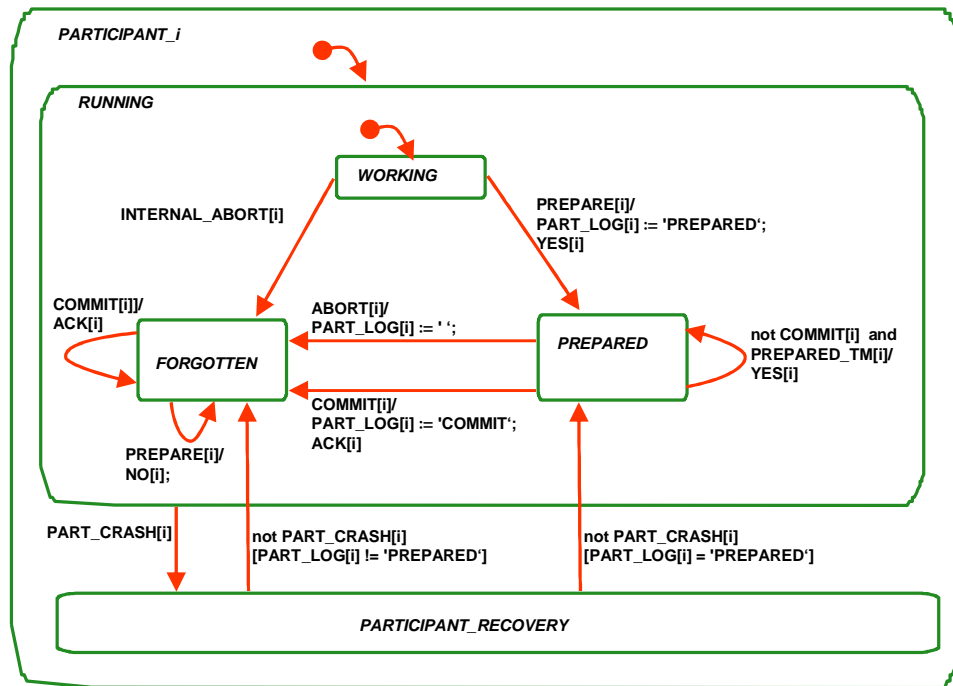 PARTICIPANT_i
RUNNING
WORKING
INTERNAL_ABORT[i]
PREPARE[i]/
PART_LOG[i] := 'PREPARED‘;
YES[i]
COMMIT[i]]/
ACK[i]
ABORT[i]/
PART_LOG[i] := ' ‘;
FORGOTTEN
PREPARED
not COMMIT[i] and
PREPARED_TM[i]/
YES[i]
COMMIT[i]/
PART_LOG[i] := 'COMMIT‘;
ACK[i]
PREPARE[i]/
NO[i];
PART_CRASH[i]
not PART_CRASH[i]
[PART_LOG[i] != 'PREPARED‘]
not PART_CRASH[i]
[PART_LOG[i] = 'PREPARED‘]
PARTICIPANT_RECOVERY